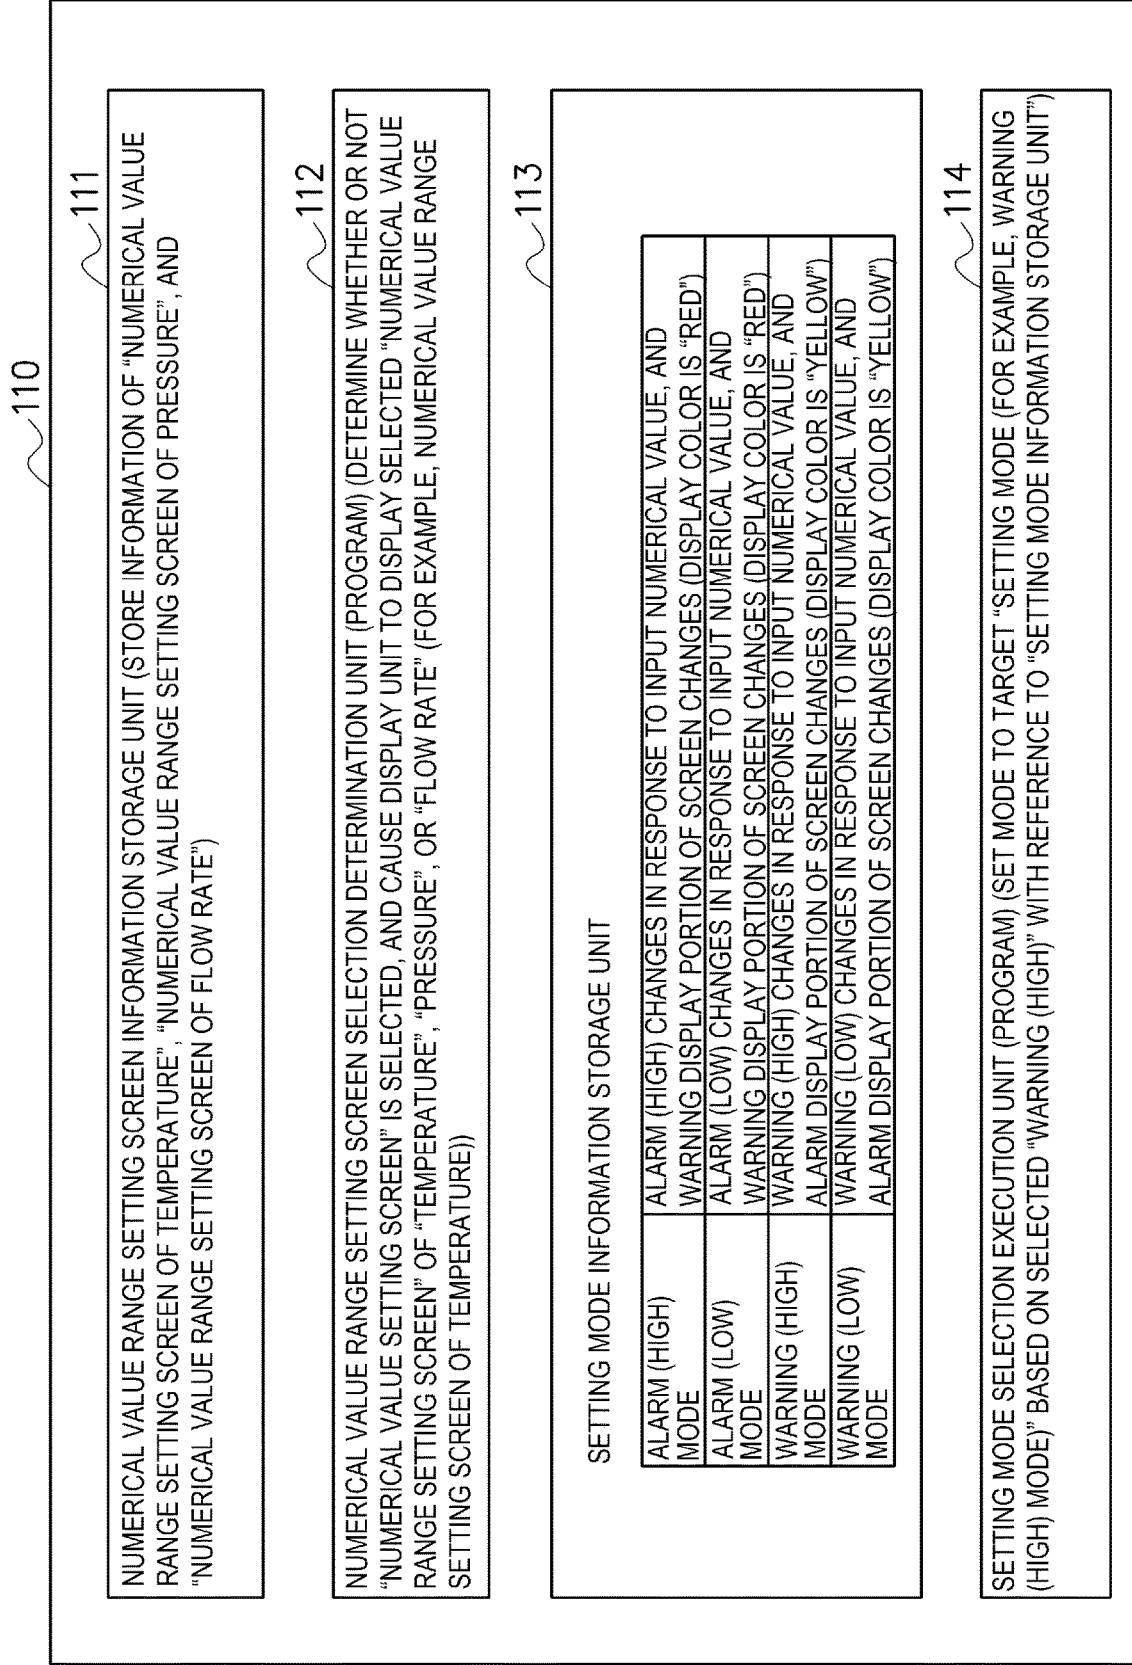 110
111
NUMERICAL VALUE RANGE SETTING SCREEN INFORMATION STORAGE UNIT (STORE INFORMATION OF "NUMERICAL VALUE
RANGE SETTING SCREEN OF TEMPERATURE", "NUMERICAL VALUE RANGE SETTING SCREEN OF PRESSURE", AND
"NUMERICAL VALUE RANGE SETTING SCREEN OF FLOW RATE")
112
NUMERICAL VALUE RANGE SETTING SCREEN SELECTION DETERMINATION UNIT (PROGRAM) (DETERMINE WHETHER OR NOT
"NUMERICAL VALUE SETTING SCREEN" IS SELECTED, AND CAUSE DISPLAY UNIT TO DISPLAY SELECTED "NUMERICAL VALUE
RANGE SETTING SCREEN" OF "TEMPERATURE", "PRESSURE", OR "FLOW RATE" (FOR EXAMPLE, NUMERICAL VALUE RANGE
SETTING SCREEN OF TEMPERATURE))
113
SETTING MODE INFORMATION STORAGE UNIT
ALARM (HIGH) MODE
ALARM (HIGH) CHANGES IN RESPONSE TO INPUT NUMERICAL VALUE, AND
WARNING DISPLAY PORTION OF SCREEN CHANGES (DISPLAY COLOR IS "RED")
ALARM (LOW) MODE
ALARM (LOW) CHANGES IN RESPONSE TO INPUT NUMERICAL VALUE, AND
WARNING DISPLAY PORTION OF SCREEN CHANGES (DISPLAY COLOR IS "RED")
WARNING (HIGH) MODE
WARNING (HIGH) CHANGES IN RESPONSE TO INPUT NUMERICAL VALUE, AND
ALARM DISPLAY PORTION OF SCREEN CHANGES (DISPLAY COLOR IS "YELLOW")
WARNING (LOW) MODE
WARNING (LOW) CHANGES IN RESPONSE TO INPUT NUMERICAL VALUE, AND
ALARM DISPLAY PORTION OF SCREEN CHANGES (DISPLAY COLOR IS "YELLOW")
114
SETTING MODE SELECTION EXECUTION UNIT (PROGRAM) (SET MODE TO TARGET "SETTING MODE (FOR EXAMPLE, WARNING
(HIGH) MODE)" BASED ON SELECTED "WARNING (HIGH)" WITH REFERENCE TO "SETTING MODE INFORMATION STORAGE UNIT")